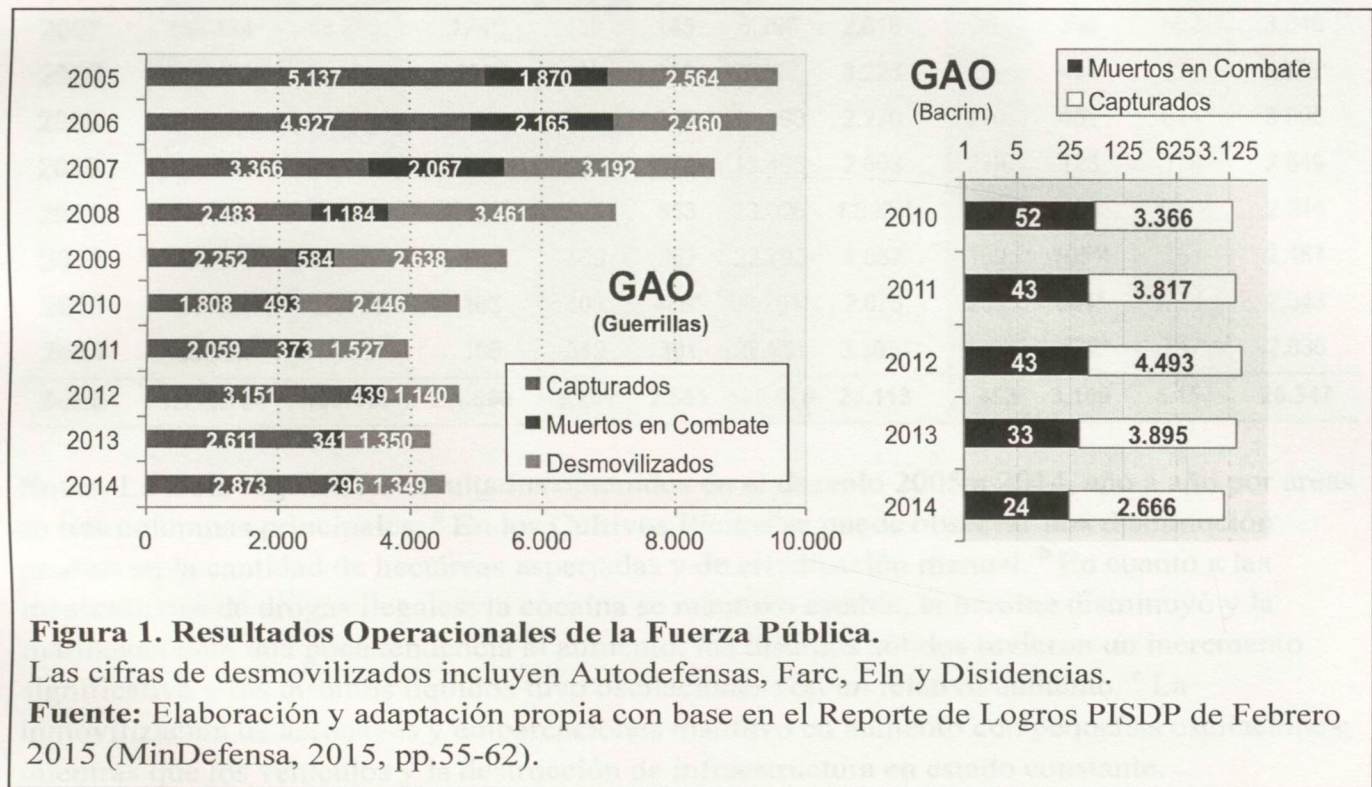 2005 5.137 1.870 2.564
2006 4.927 2.165 2.460
2007 3.366 2.067 3.192
2008 2.483 1.184 3.461
2009 2.252 584 2.638
2010 1.808 493 2.446
2011 2.059 373 1.527
2012 3.151 439 1.140
2013 2.611 341 1.350
2014 2.873 296 1.349
0 2.000 4.000 6.000 8.000 10.000
GAO
(Guerrillas)
Capturados
Muertos en Combate
Desmovilizados
GAO
(Bacrim)
Muertos en Combate
Capturados
1 5 25 125 625 3.125
2010 52 3.366
2011 43 3.817
2012 43 4.493
2013 33 3.895
2014 24 2.666
Figura 1. Resultados Operacionales de la Fuerza Pública.
Las cifras de desmovilizados incluyen Autodefensas, Farc, Eln y Disidencias.
Fuente: Elaboración y adaptación propia con base en el Reporte de Logros PISDP de Febrero
2015 (MinDefensa, 2015, pp.55-62).